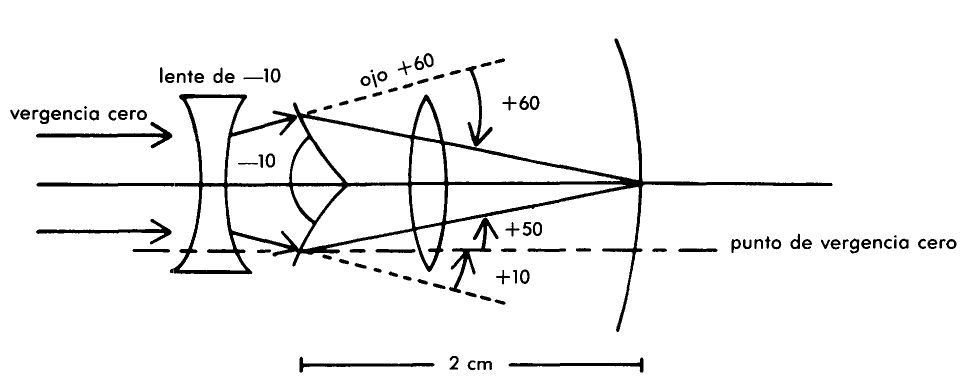 lente de —10
ojo +60
vergencia cero
+60
—10
+50
punto de vergencia cero
+10
2 cm